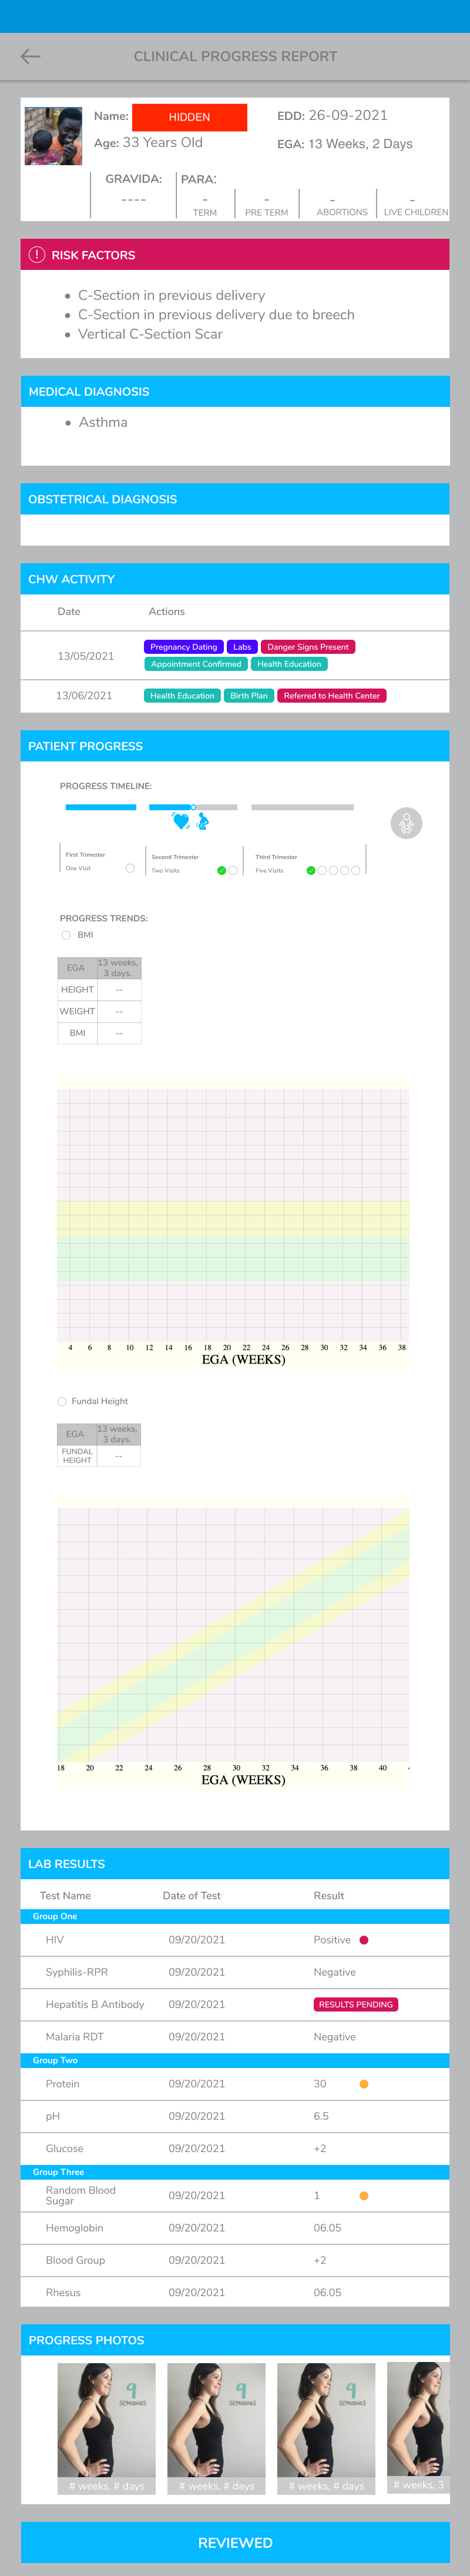 CLINICAL PROGRESS REPORT
Name: HIDDEN
EDD: 26-09-2021
Age: 33 Years Old
EGA: 13 Weeks, 2 Days
GRAVIDA:
PARA:
----
- - - -
TERM PRE TERM ABORTIONS LIVE CHILDREN
! RISK FACTORS
• C-Section in previous delivery
• C-Section in previous delivery due to breech
• Vertical C-Section Scar
MEDICAL DIAGNOSIS
• Asthma
OBSTETRICAL DIAGNOSIS
CHW ACTIVITY
Date Actions
13/05/2021
Pregnancy Dating Labs Danger Signs Present
Appointment Confirmed Health Education
13/06/2021 Health Education Birth Plan Referred to Health Center
PATIENT PROGRESS
PROGRESS TIMELINE:
First Trimester
One Visit
Second Trimester
Two Visits
Third Trimester
Five Visits
PROGRESS TRENDS:
BMI
EGA 13 weeks, 3 days.
HEIGHT --
WEIGHT --
BMI --
4 6 8 10 12 14 16 18 20 22 24 26 28 30 32 34 36 38
EGA (WEEKS)
Fundal Height
EGA 13 weeks, 3 days.
FUNDAL HEIGHT --
18 20 22 24 26 28 30 32 34 36 38 40
EGA (WEEKS)
LAB RESULTS
Test Name Date of Test Result
Group One
HIV 09/20/2021 Positive
Syphilis-RPR 09/20/2021 Negative
Hepatitis B Antibody 09/20/2021 RESULTS PENDING
Malaria RDT 09/20/2021 Negative
Group Two
Protein 09/20/2021 30
pH 09/20/2021 6.5
Glucose 09/20/2021 +2
Group Three
Random Blood Sugar 09/20/2021 1
Hemoglobin 09/20/2021 06.05
Blood Group 09/20/2021 +2
Rhesus 09/20/2021 06.05
PROGRESS PHOTOS
9 SEMANAS 9 SEMANAS 9 SEMANAS
# weeks, # days # weeks, # days # weeks, # days # weeks, 3
REVIEWED